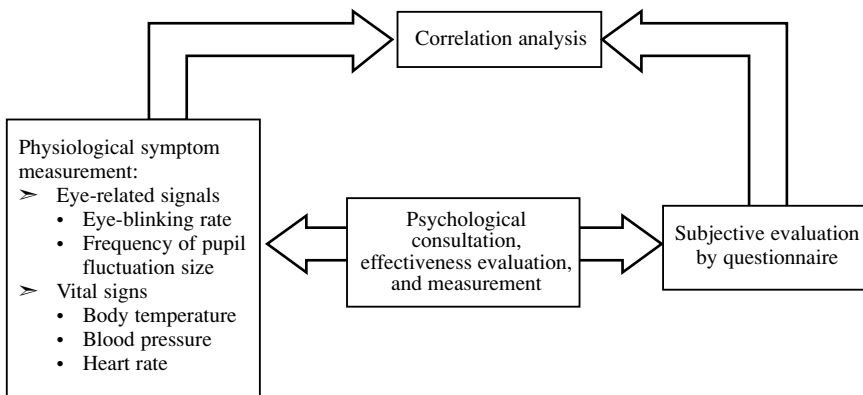 Correlation analysis
Physiological symptom
measurement:
➢ Eye-related signals
• Eye-blinking rate
• Frequency of pupil
fluctuation size
➢ Vital signs
• Body temperature
• Blood pressure
• Heart rate
Psychological
consultation,
effectiveness evaluation,
and measurement
Subjective evaluation
by questionnaire